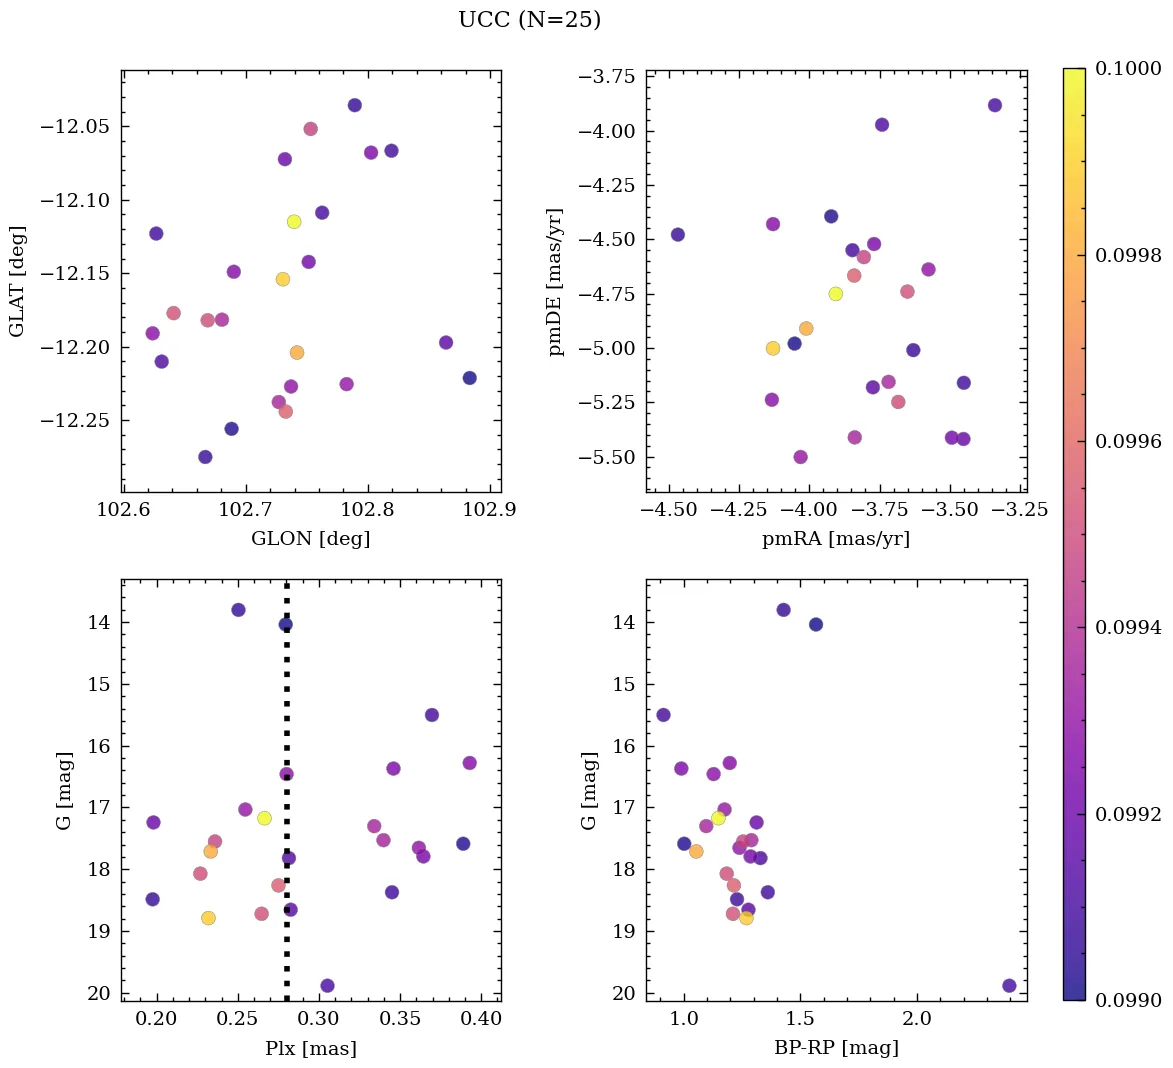 UCC (N=25)
−12.05
−12.10
−12.15
−12.20
−12.25
GLAT [deg]
102.6 102.7 102.8 102.9
GLON [deg]
−3.75
−4.00
−4.25
−4.50
−4.75
−5.00
−5.25
−5.50
pmDE [mas/yr]
−4.50 −4.25 −4.00 −3.75 −3.50 −3.25
pmRA [mas/yr]
14
15
16
17
18
19
20
G [mag]
0.20 0.25 0.30 0.35 0.40
Plx [mas]
14
15
16
17
18
19
20
G [mag]
1.0 1.5 2.0
BP-RP [mag]
0.1000
0.0998
0.0996
0.0994
0.0992
0.0990